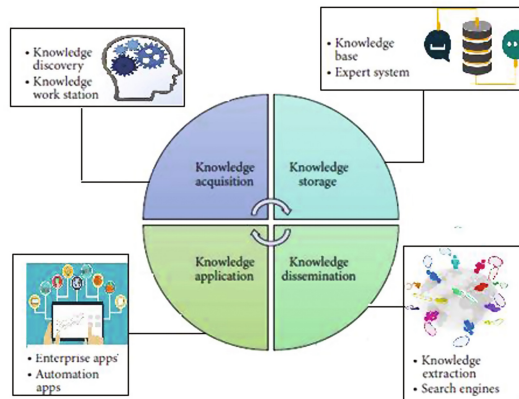 • Knowledge
discovery
• Knowledge
work station
• Knowledge
base
• Expert system
Knowledge
acquisition
Knowledge
storage
Knowledge
application
Knowledge
dissemination
• Enterprise apps'
• Automation
apps
• Knowledge
extraction
• Search engines